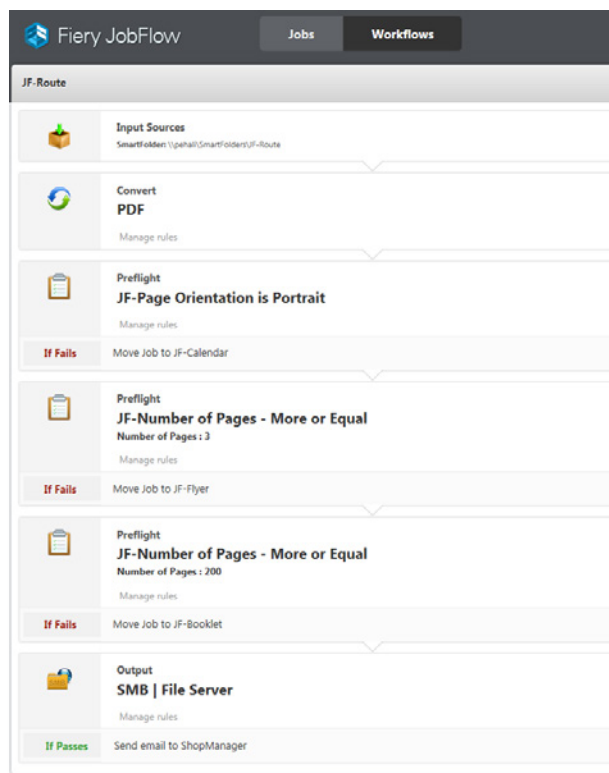 Fiery JobFlow
Jobs
Workflows
JF-Route
Input Sources
SmartFolder: \\pehall\SmartFolders\JF-Route
Convert
PDF
Manage rules
Preflight
JF-Page Orientation is Portrait
Manage rules
If Fails Move Job to JF-Calendar
Preflight
JF-Number of Pages - More or Equal
Number of Pages : 3
Manage rules
If Fails Move Job to JF-Flyer
Preflight
JF-Number of Pages - More or Equal
Number of Pages : 200
Manage rules
If Fails Move Job to JF-Booklet
Output
SMB | File Server
Manage rules
If Passes Send email to ShopManager